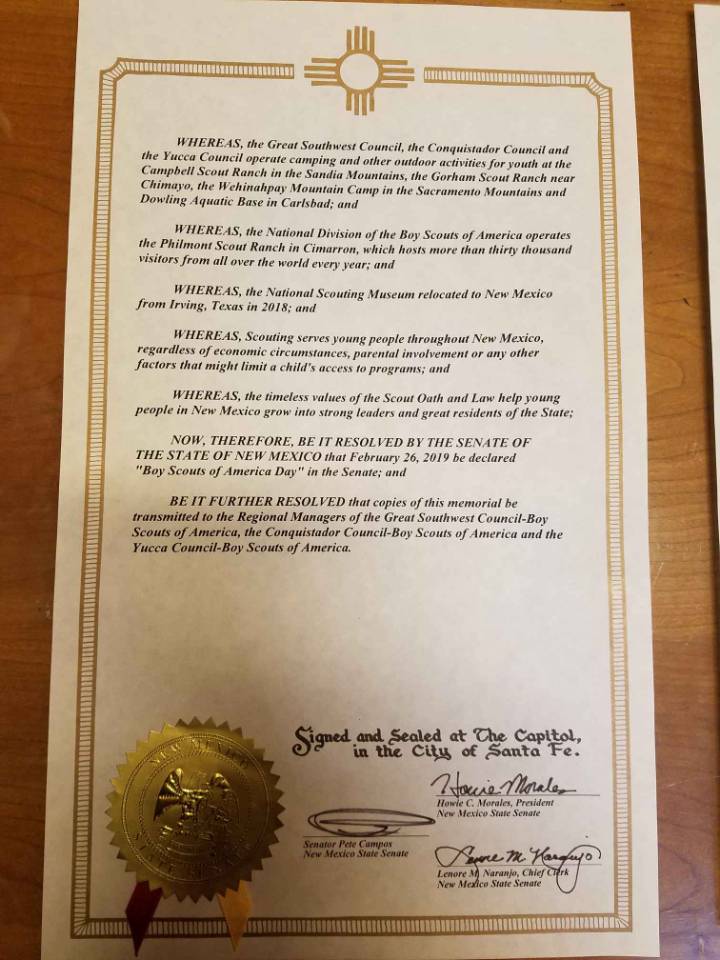 WHEREAS, the Great Southwest Council, the Conquistador Council and
the Yucca Council operate camping and other outdoor activities for youth at the
Campbell Scout Ranch in the Sandia Mountains, the Gorham Scout Ranch near
Chimayo, the Wehinahpay Mountain Camp in the Sacramento Mountains and
Dowling Aquatic Base in Carlsbad; and
WHEREAS, the National Division of the Boy Scouts of America operates
the Philmont Scout Ranch in Cimarron, which hosts more than thirty thousand
visitors from all over the world every year; and
WHEREAS, the National Scouting Museum relocated to New Mexico
from Irving, Texas in 2018; and
WHEREAS, Scouting serves young people throughout New Mexico,
regardless of economic circumstances, parental involvement or any other
factors that might limit a child's access to programs; and
WHEREAS, the timeless values of the Scout Oath and Law help young
people in New Mexico grow into strong leaders and great residents of the State;
NOW, THEREFORE, BE IT RESOLVED BY THE SENATE OF
THE STATE OF NEW MEXICO that February 26, 2019 be declared
"Boy Scouts of America Day" in the Senate; and
BE IT FURTHER RESOLVED that copies of this memorial be
transmitted to the Regional Managers of the Great Southwest Council-Boy
Scouts of America, the Conquistador Council-Boy Scouts of America and the
Yucca Council-Boy Scouts of America.
Signed and Sealed at The Capitol,
in the City of Santa Fe.
Howie Morales
Howie C. Morales, President
New Mexico State Senate
Senator Pete Campos
New Mexico State Senate
Lenore M. Naranjo
Lenore M. Naranjo, Chief Clerk
New Mexico State Senate
NEW MEXICO
STATE SENATE